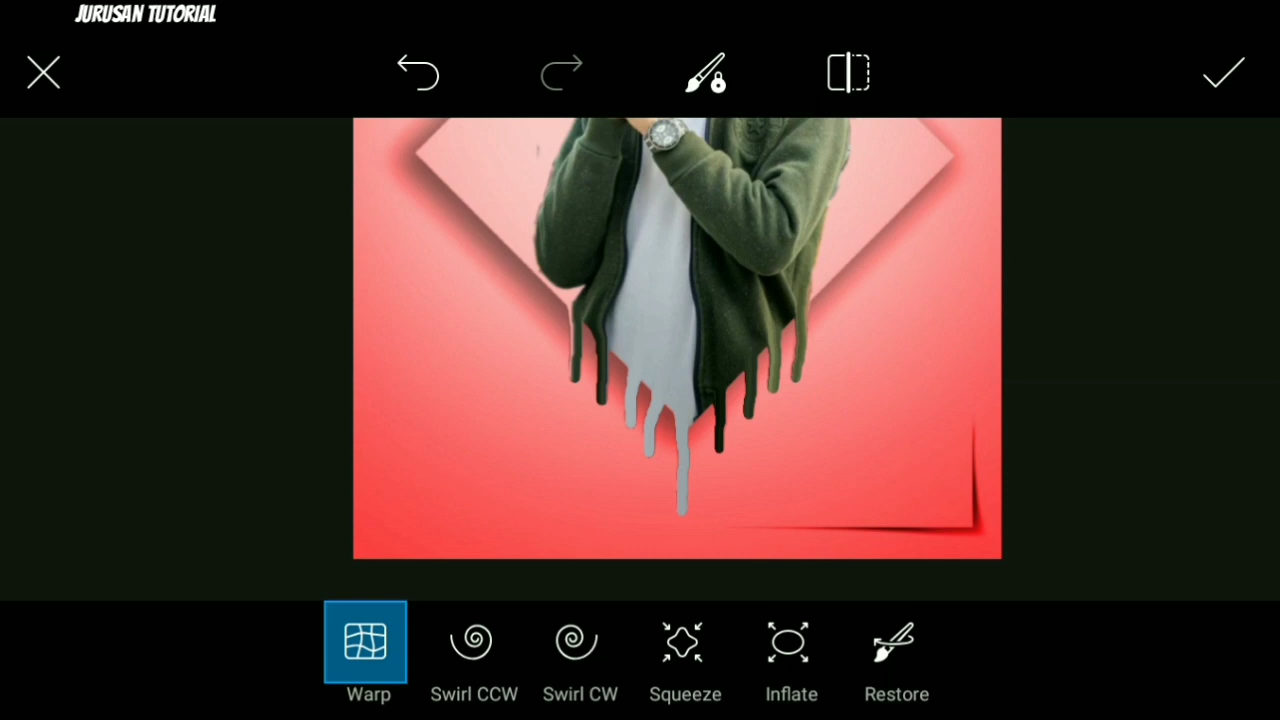 JURUSAN TUTORIAL
Warp
Swirl CCW
Swirl CW
Squeeze
Inflate
Restore